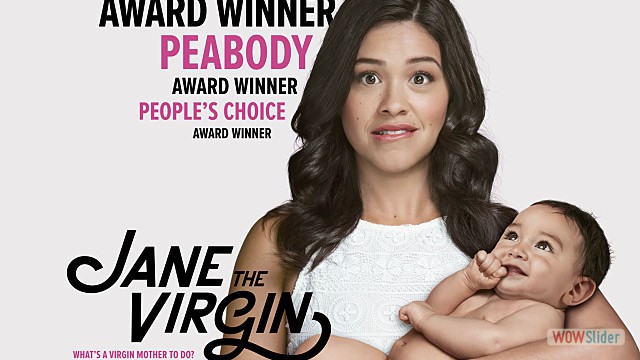 AWARD WINNER
PEABODY
AWARD WINNER
PEOPLE'S CHOICE
AWARD WINNER
JANE THE
VIRGIN
WHAT'S A VIRGIN MOTHER TO DO?
WOWSlider